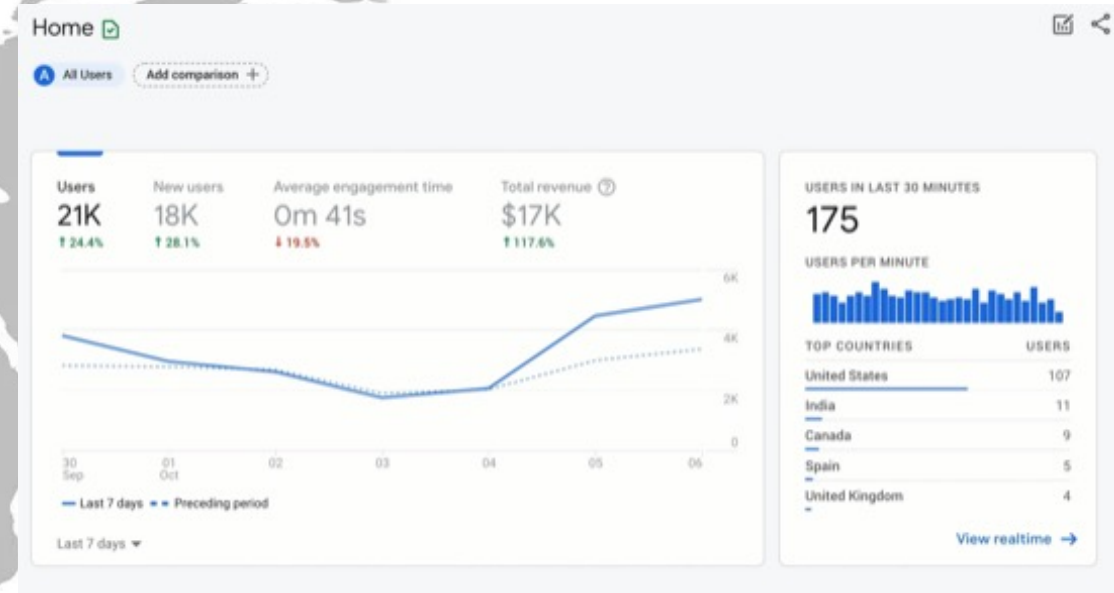 Home
A All Users Add comparison +
Users New users Average engagement time Total revenue ?
21K 18K 0m 41s $17K
↑ 24.4% ↑ 28.1% ↓ 19.5% ↑ 117.6%
6K
4K
2K
0
30 01 02 03 04 05 06
Sep Oct
Last 7 days Preceding period
Last 7 days
USERS IN LAST 30 MINUTES
175
USERS PER MINUTE
TOP COUNTRIES USERS
United States 107
India 11
Canada 9
Spain 5
United Kingdom 4
View realtime →